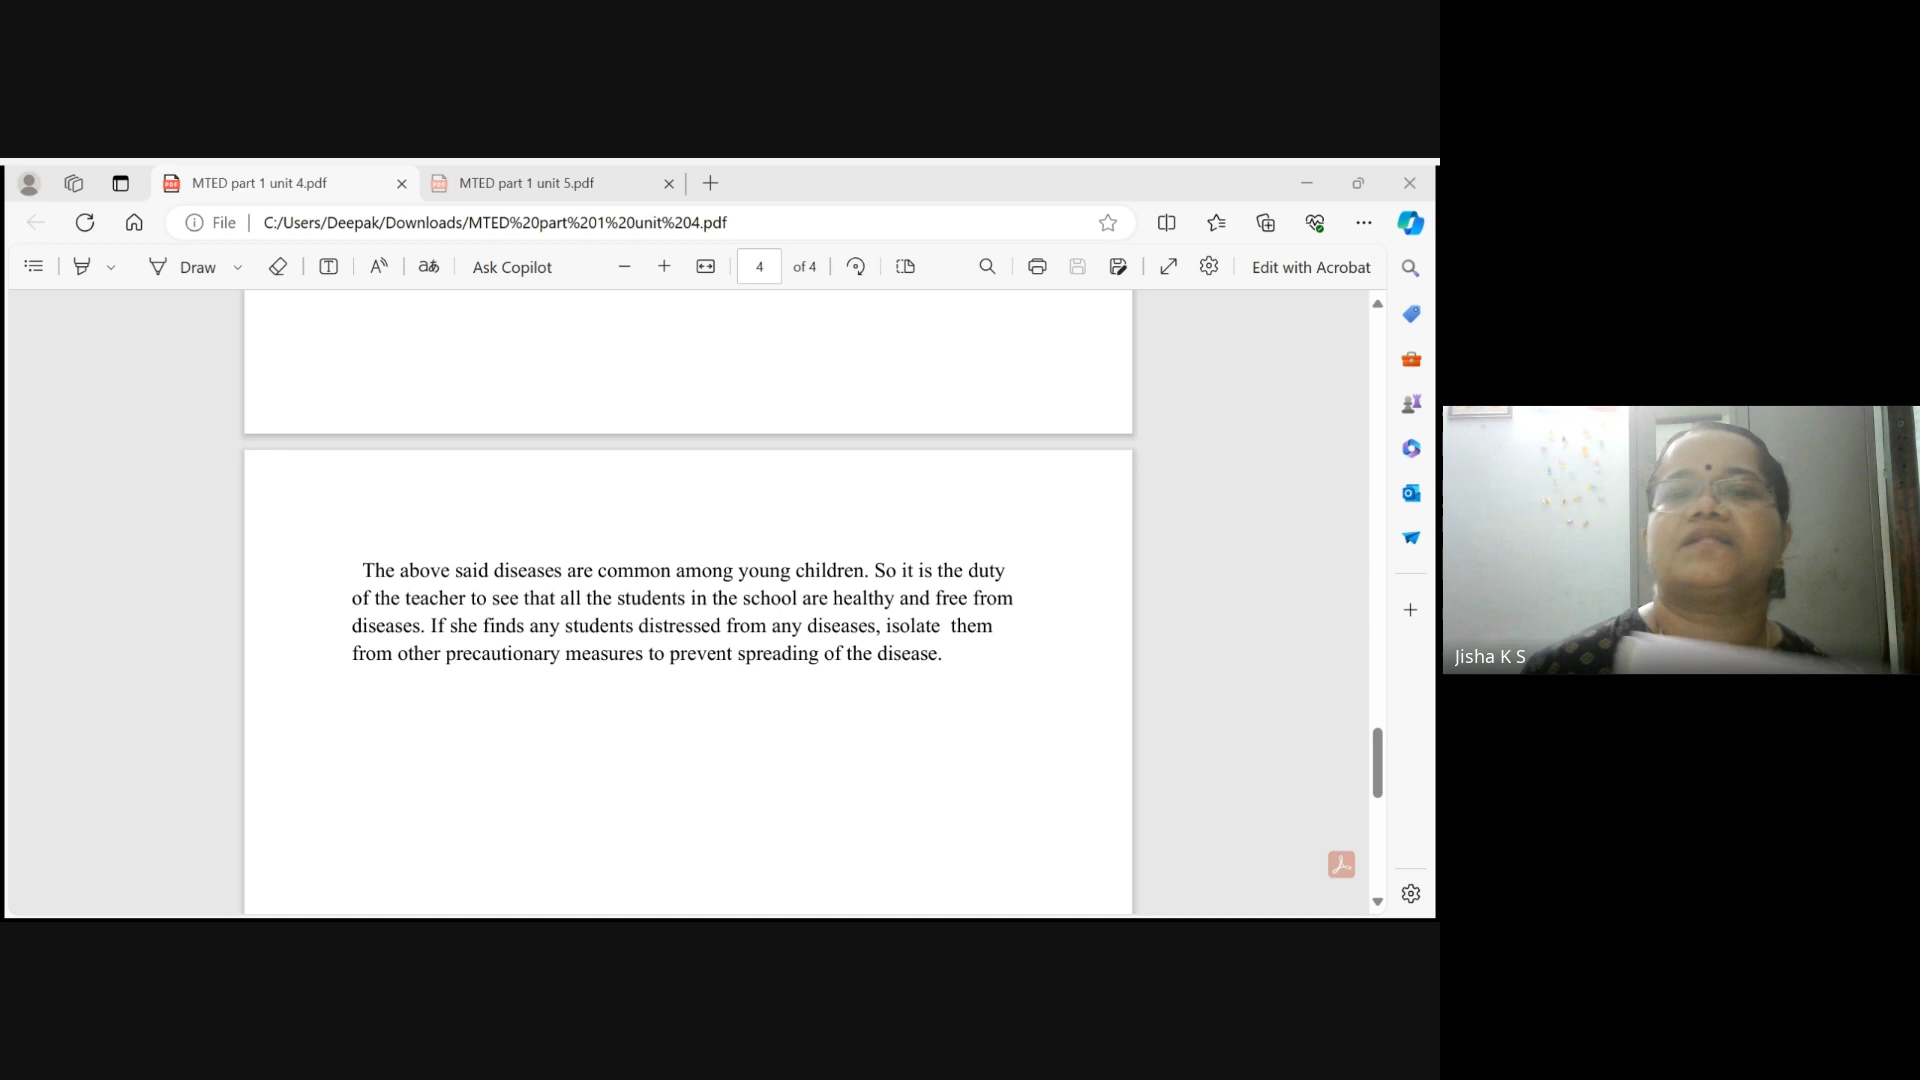 MTED part 1 unit 4.pdf
MTED part 1 unit 5.pdf
File
C:/Users/Deepak/Downloads/MTED%20part%201%20unit%204.pdf
Draw
Ask Copilot
4
of 4
Edit with Acrobat
The above said diseases are common among young children. So it is the duty
of the teacher to see that all the students in the school are healthy and free from
diseases. If she finds any students distressed from any diseases, isolate  them
from other precautionary measures to prevent spreading of the disease.
Jisha K S